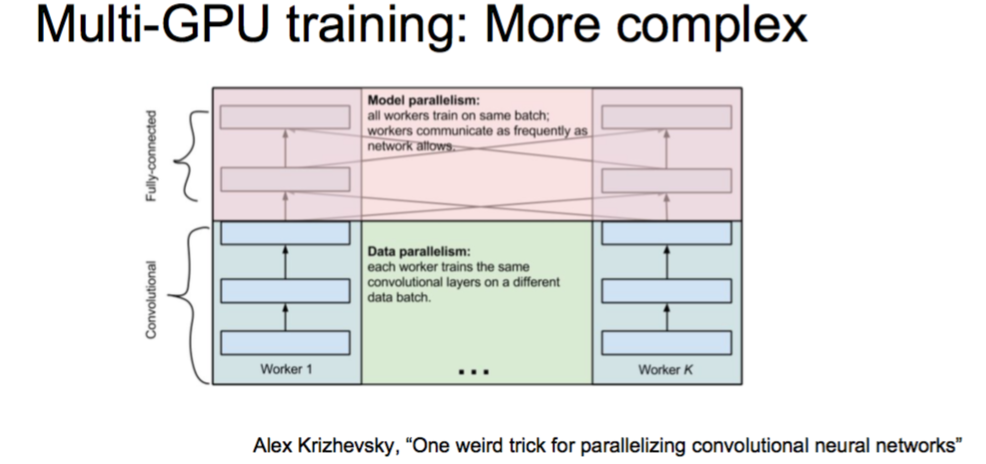 Multi-GPU training: More complex
Model parallelism:
all workers train on same batch;
workers communicate as frequently as
network allows.
Fully-connected
Data parallelism:
each worker trains the same
convolutional layers on a different
data batch.
Convolutional
Worker 1
...
Worker K
Alex Krizhevsky, “One weird trick for parallelizing convolutional neural networks”